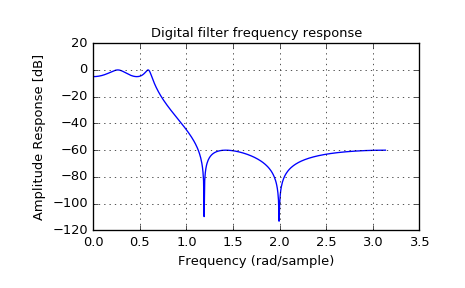 Digital filter frequency response
Amplitude Response [dB]
20
0
−20
−40
−60
−80
−100
−120
0.0 0.5 1.0 1.5 2.0 2.5 3.0 3.5
Frequency (rad/sample)